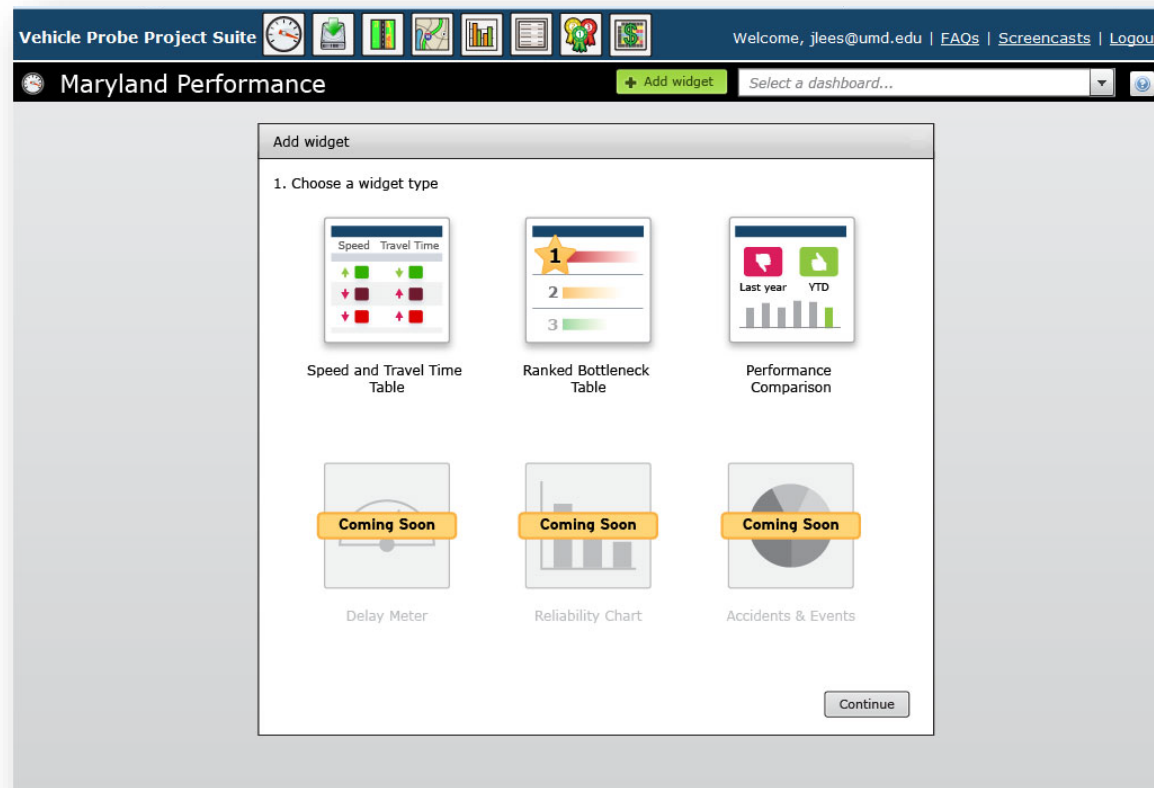 Vehicle Probe Project Suite
Welcome, jlees@umd.edu | FAQs | Screencasts | Logou
Maryland Performance
+ Add widget
Select a dashboard...
Add widget
1. Choose a widget type
Speed Travel Time
1
2
3
Last year YTD
Speed and Travel Time
Table
Ranked Bottleneck
Table
Performance
Comparison
Coming Soon
Coming Soon
Coming Soon
Delay Meter
Reliability Chart
Accidents & Events
Continue